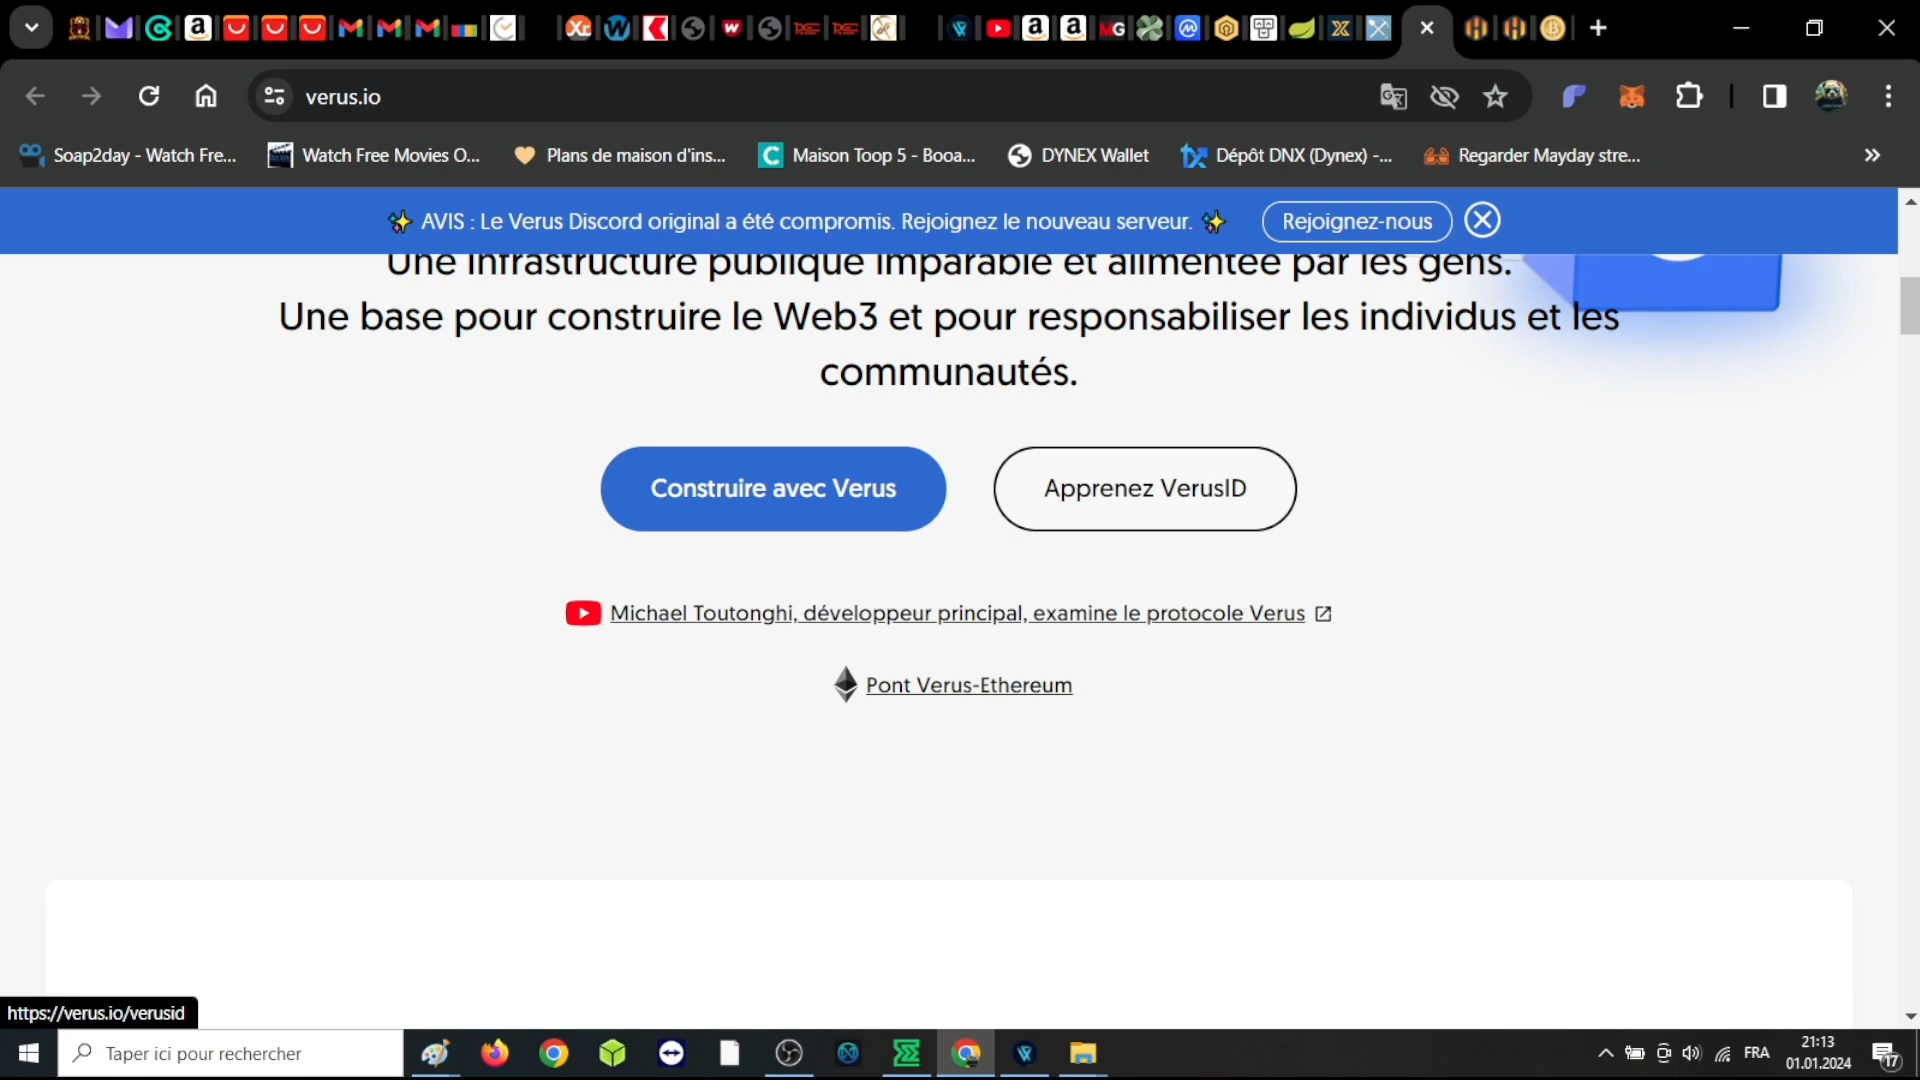 verus.io
Soap2day - Watch Fre...
Watch Free Movies O...
Plans de maison d'ins...
Maison Toop 5 - Booa...
DYNEX Wallet
Dépôt DNX (Dynex) -...
Regarder Mayday stre...
AVIS : Le Verus Discord original a été compromis. Rejoignez le nouveau serveur.
Rejoignez-nous
Une infrastructure publique imparable et alimentée par les gens.
Une base pour construire le Web3 et pour responsabiliser les individus et les
communautés.
Construire avec Verus
Apprenez VerusID
Michael Toutonghi, développeur principal, examine le protocole Verus
Pont Verus-Ethereum
https://verus.io/verusid
Taper ici pour rechercher
FRA
21:13
01.01.2024
17